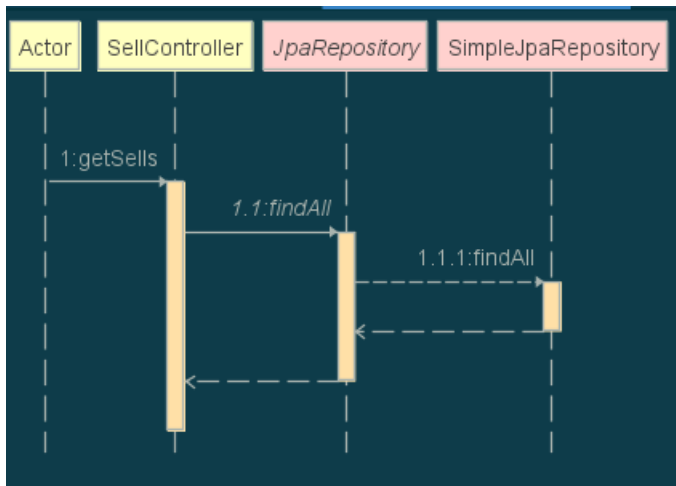 Actor
SellController
JpaRepository
SimpleJpaRepository
1:getSells
1.1:findAll
1.1.1:findAll